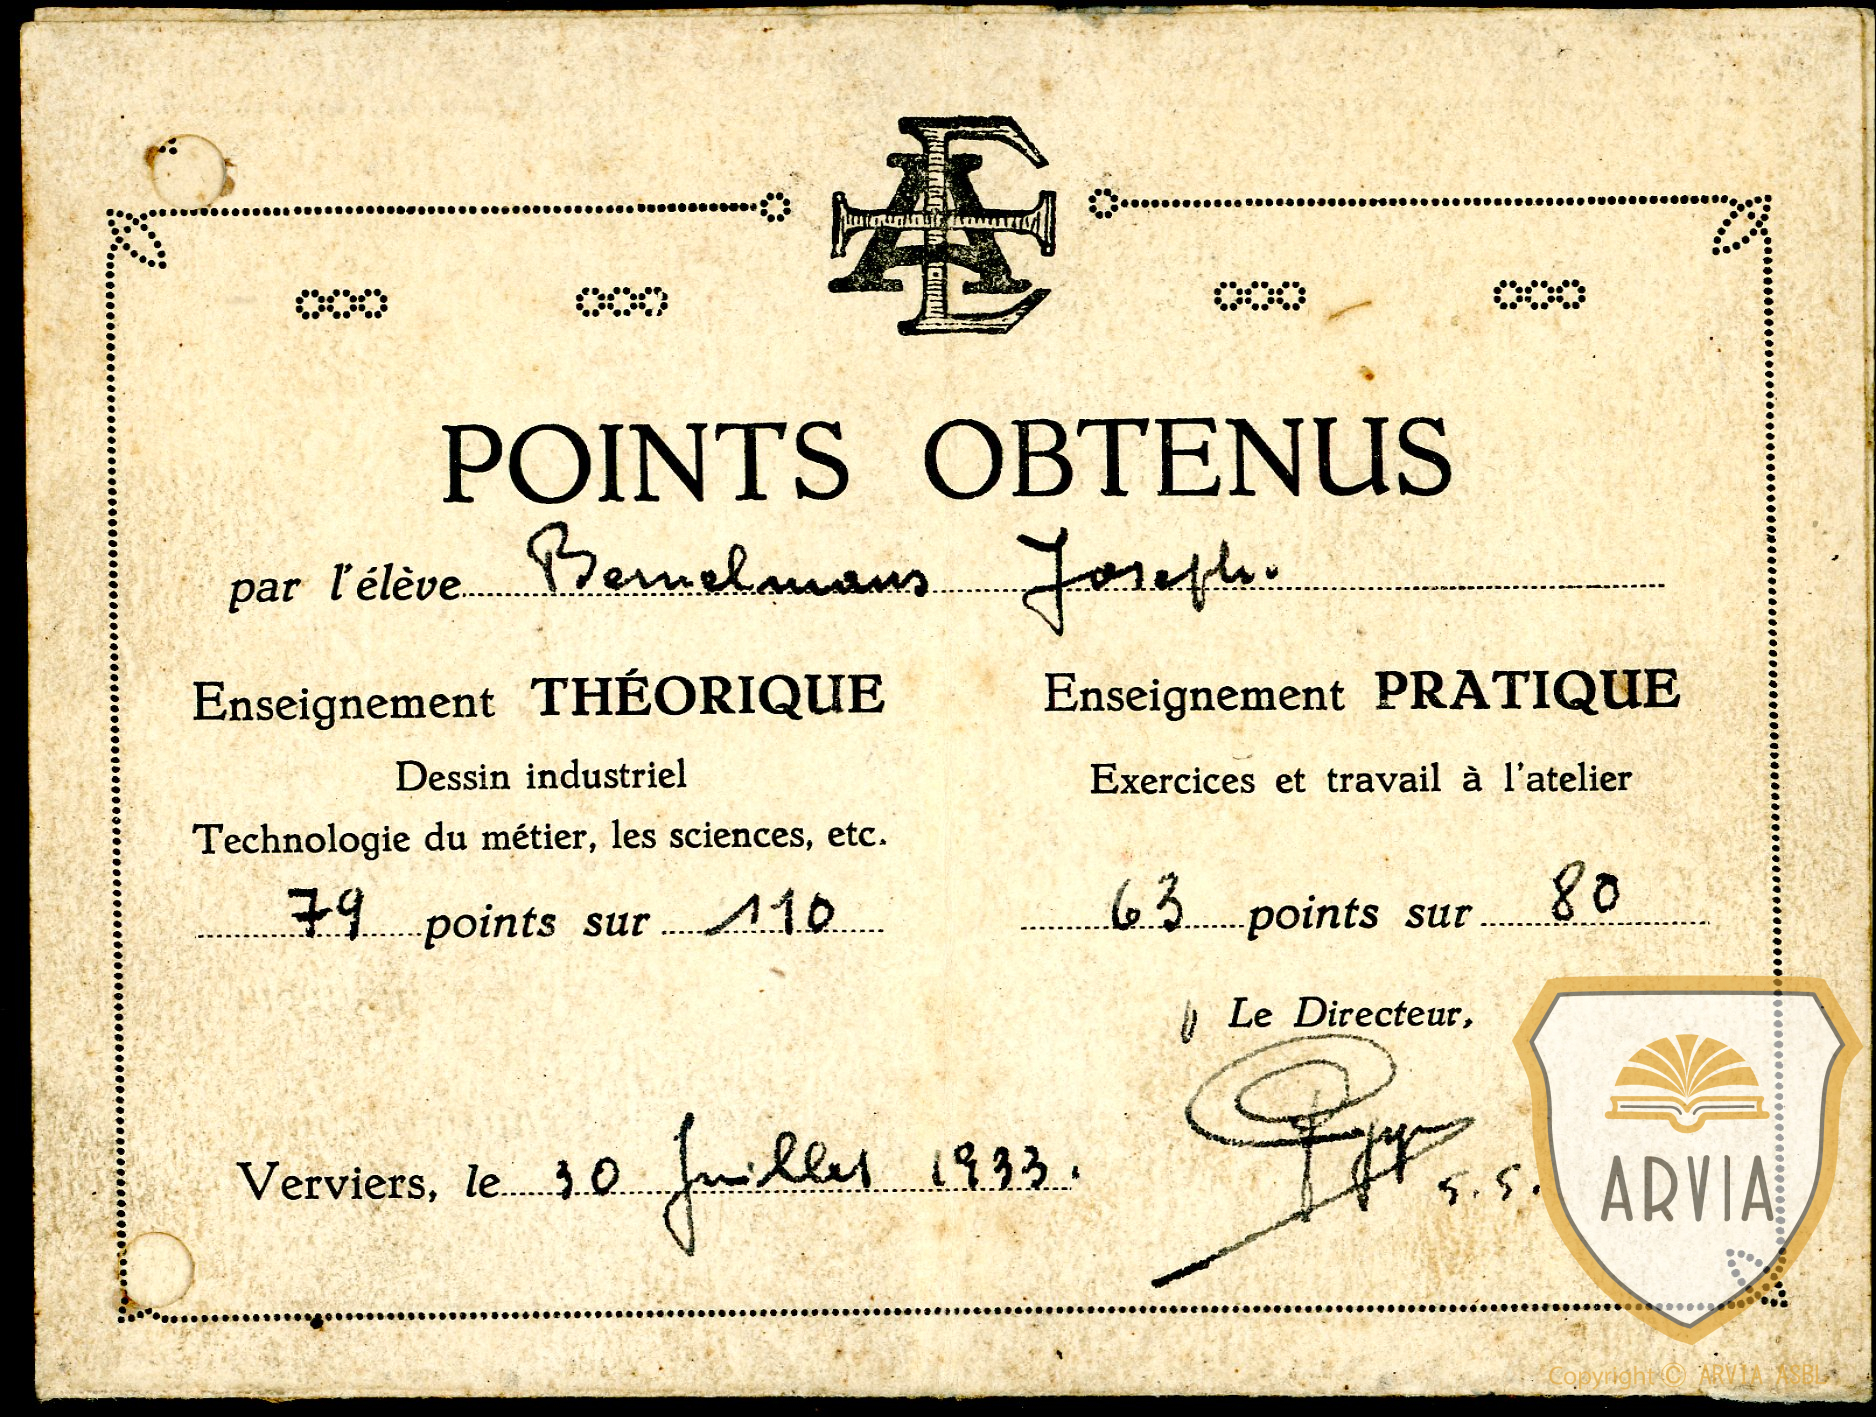 AE
POINTS OBTENUS
par l'élève Bemelmans Joseph.
Enseignement THÉORIQUE
Enseignement PRATIQUE
Dessin industriel
Technologie du métier, les sciences, etc.
Exercices et travail à l'atelier
79 points sur 110
63 points sur 80
Le Directeur,
Verviers, le 30 Juillet 1933.
s.s.
ARVIA
Copyright © ARVIA ASBL